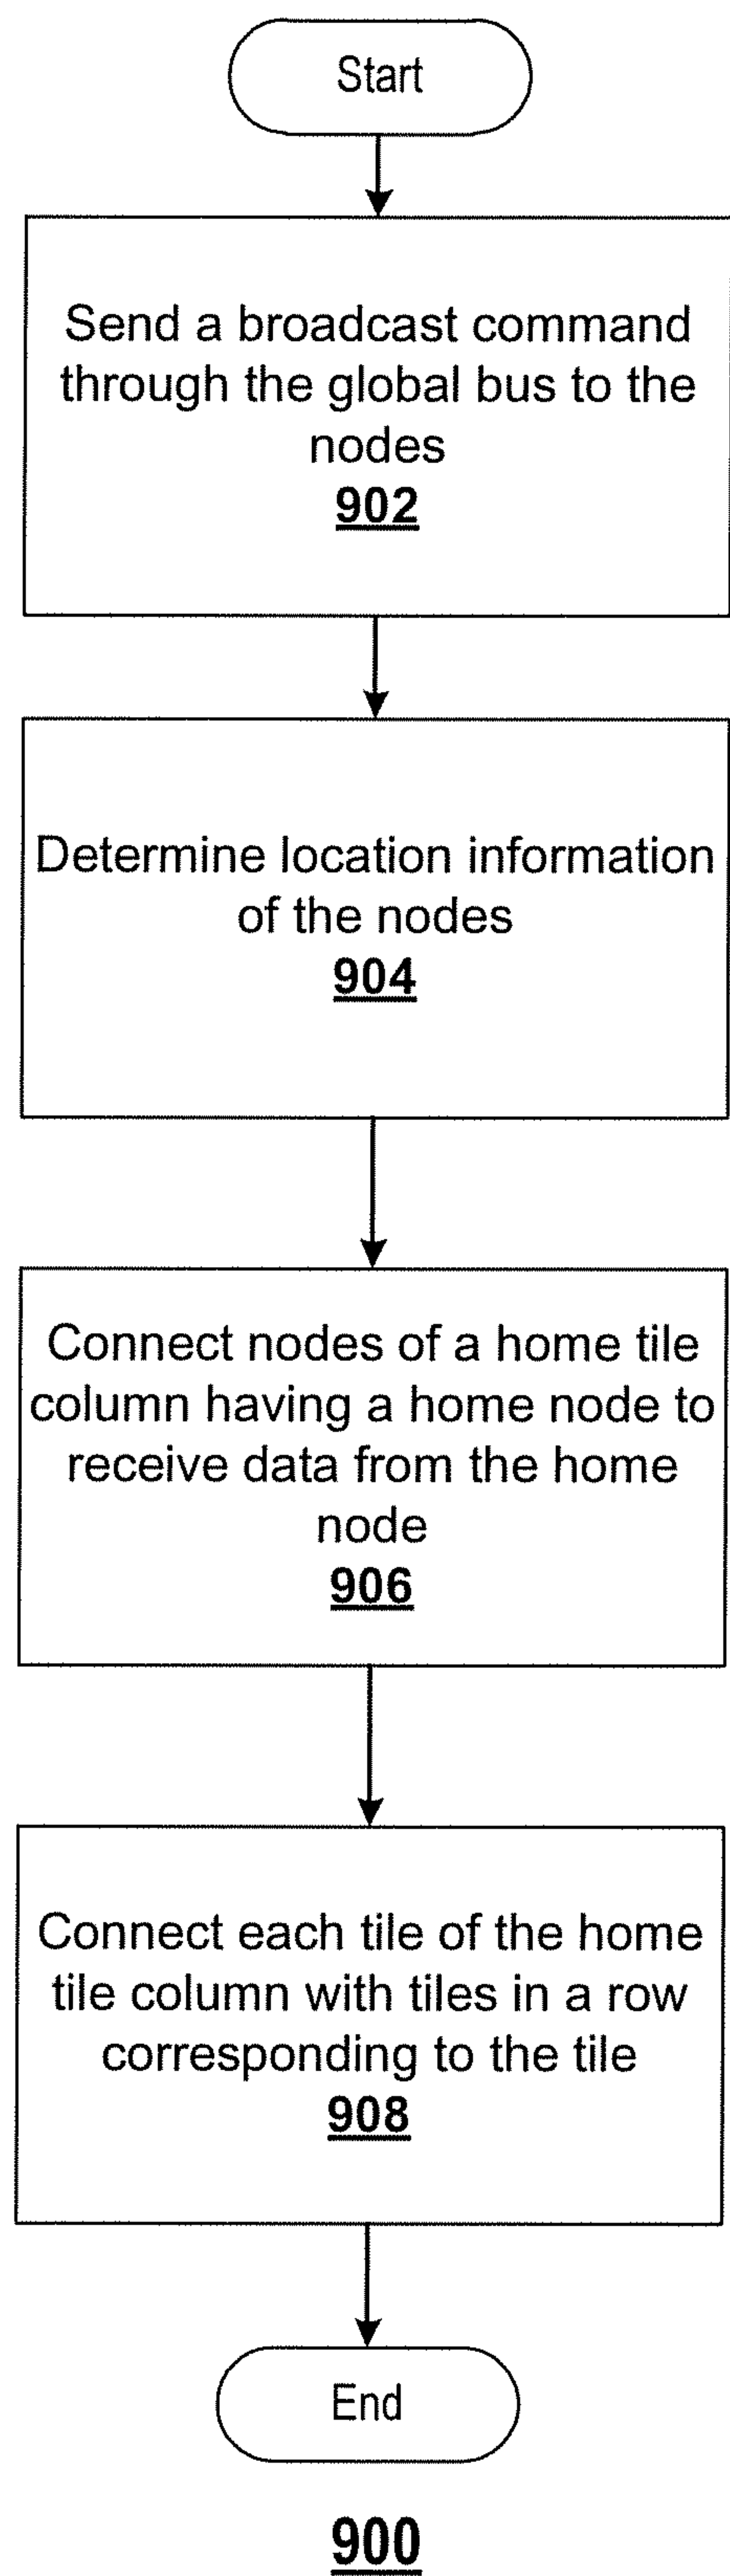 Start
Send a broadcast command
through the global bus to the
nodes
902
Determine location information
of the nodes
904
Connect nodes of a home tile
column having a home node to
receive data from the home
node
906
Connect each tile of the home
tile column with tiles in a row
corresponding to the tile
908
End
900